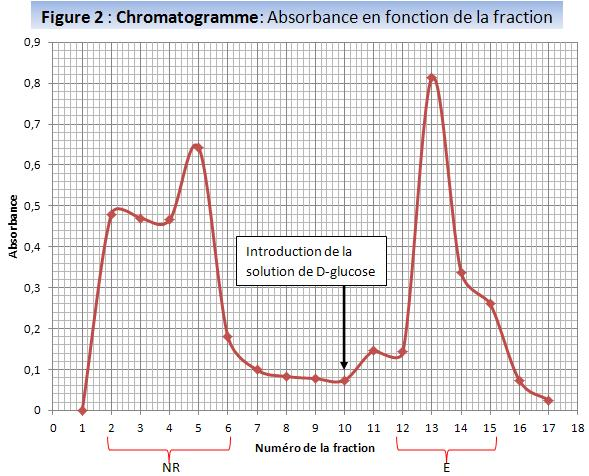 Figure 2 : Chromatogramme: Absorbance en fonction de la fraction
0,9
0,8
0,7
0,6
0,5
0,4
0,3
0,2
0,1
0
Absorbance
Introduction de la
solution de D-glucose
0 1 2 3 4 5 6 7 8 9 10 11 12 13 14 15 16 17 18
Numéro de la fraction
NR E